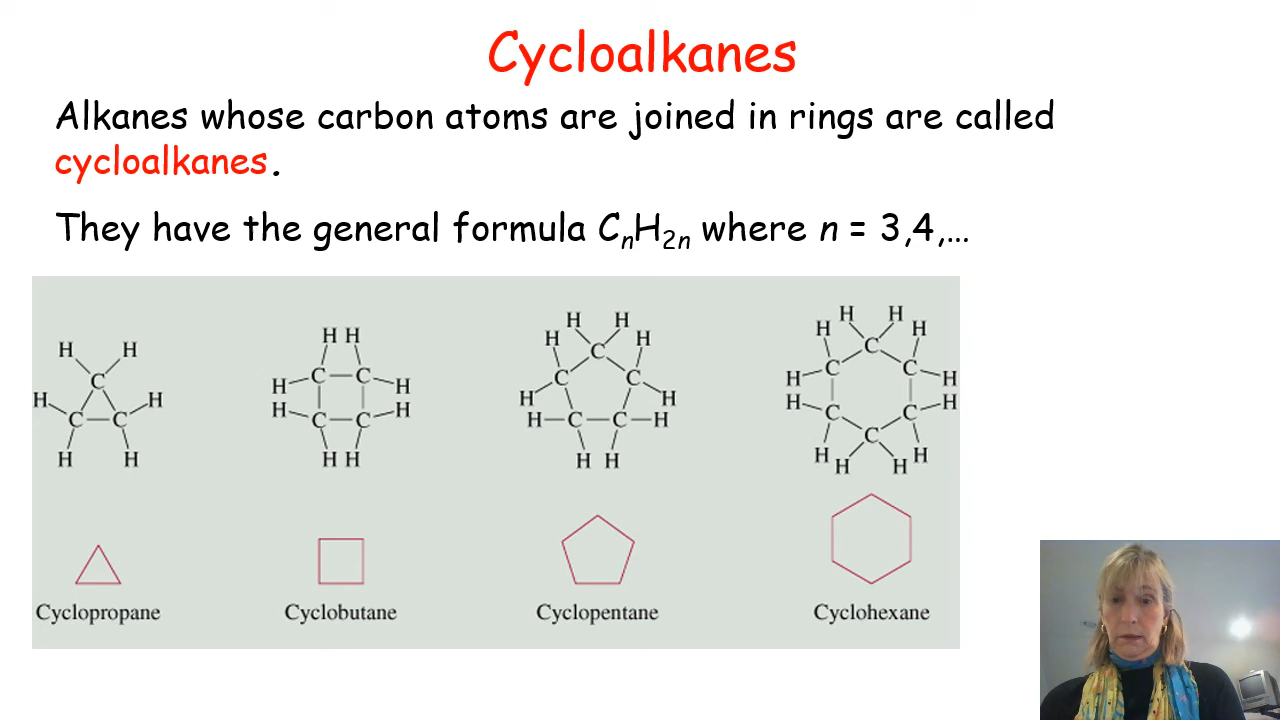 Cycloalkanes
Alkanes whose carbon atoms are joined in rings are called
cycloalkanes.
They have the general formula CnH2n where n = 3,4,…
H H
C
H H
C C
H H
H H
H C C H
H C C H
H H
H H
H C H
C C
H H
H C C H
H H
H H
H C H
H C C H
H C C H
H C H
H H
Cyclopropane Cyclobutane Cyclopentane Cyclohexane